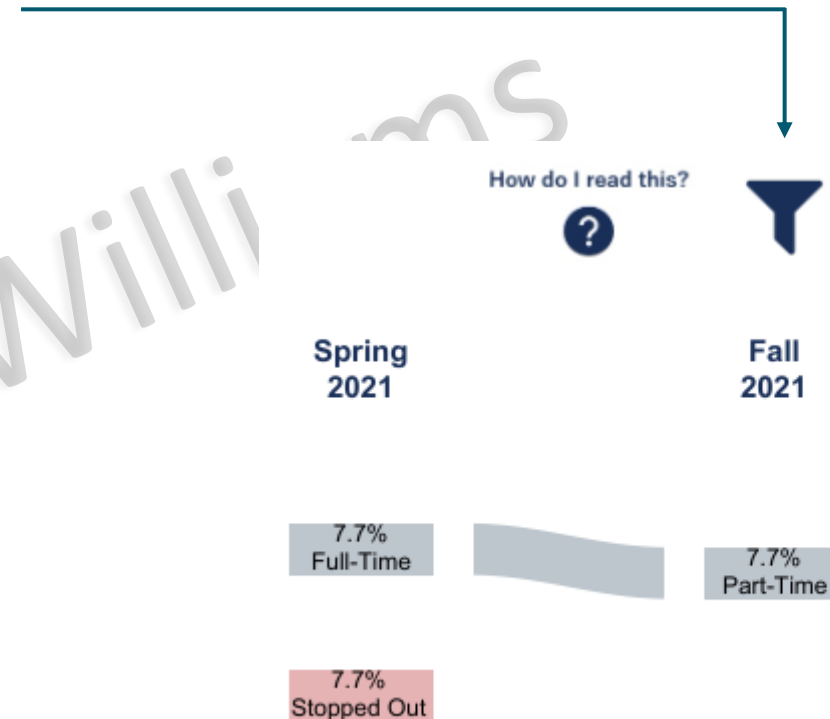 How do I read this?
?
Spring
2021
Fall
2021
7.7%
Full-Time
7.7%
Part-Time
7.7%
Stopped Out